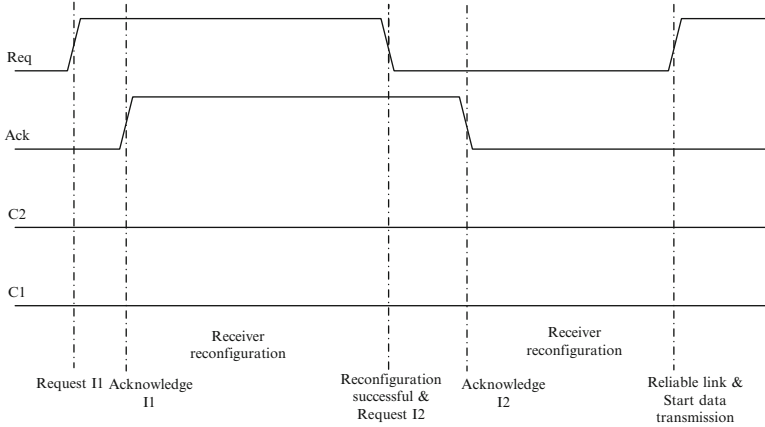 Req
Ack
C2
C1
Receiver
reconfiguration
Receiver
reconfiguration
Request I1
Acknowledge
I1
Reconfiguration
successful &
Request I2
Acknowledge
I2
Reliable link &
Start data
transmission